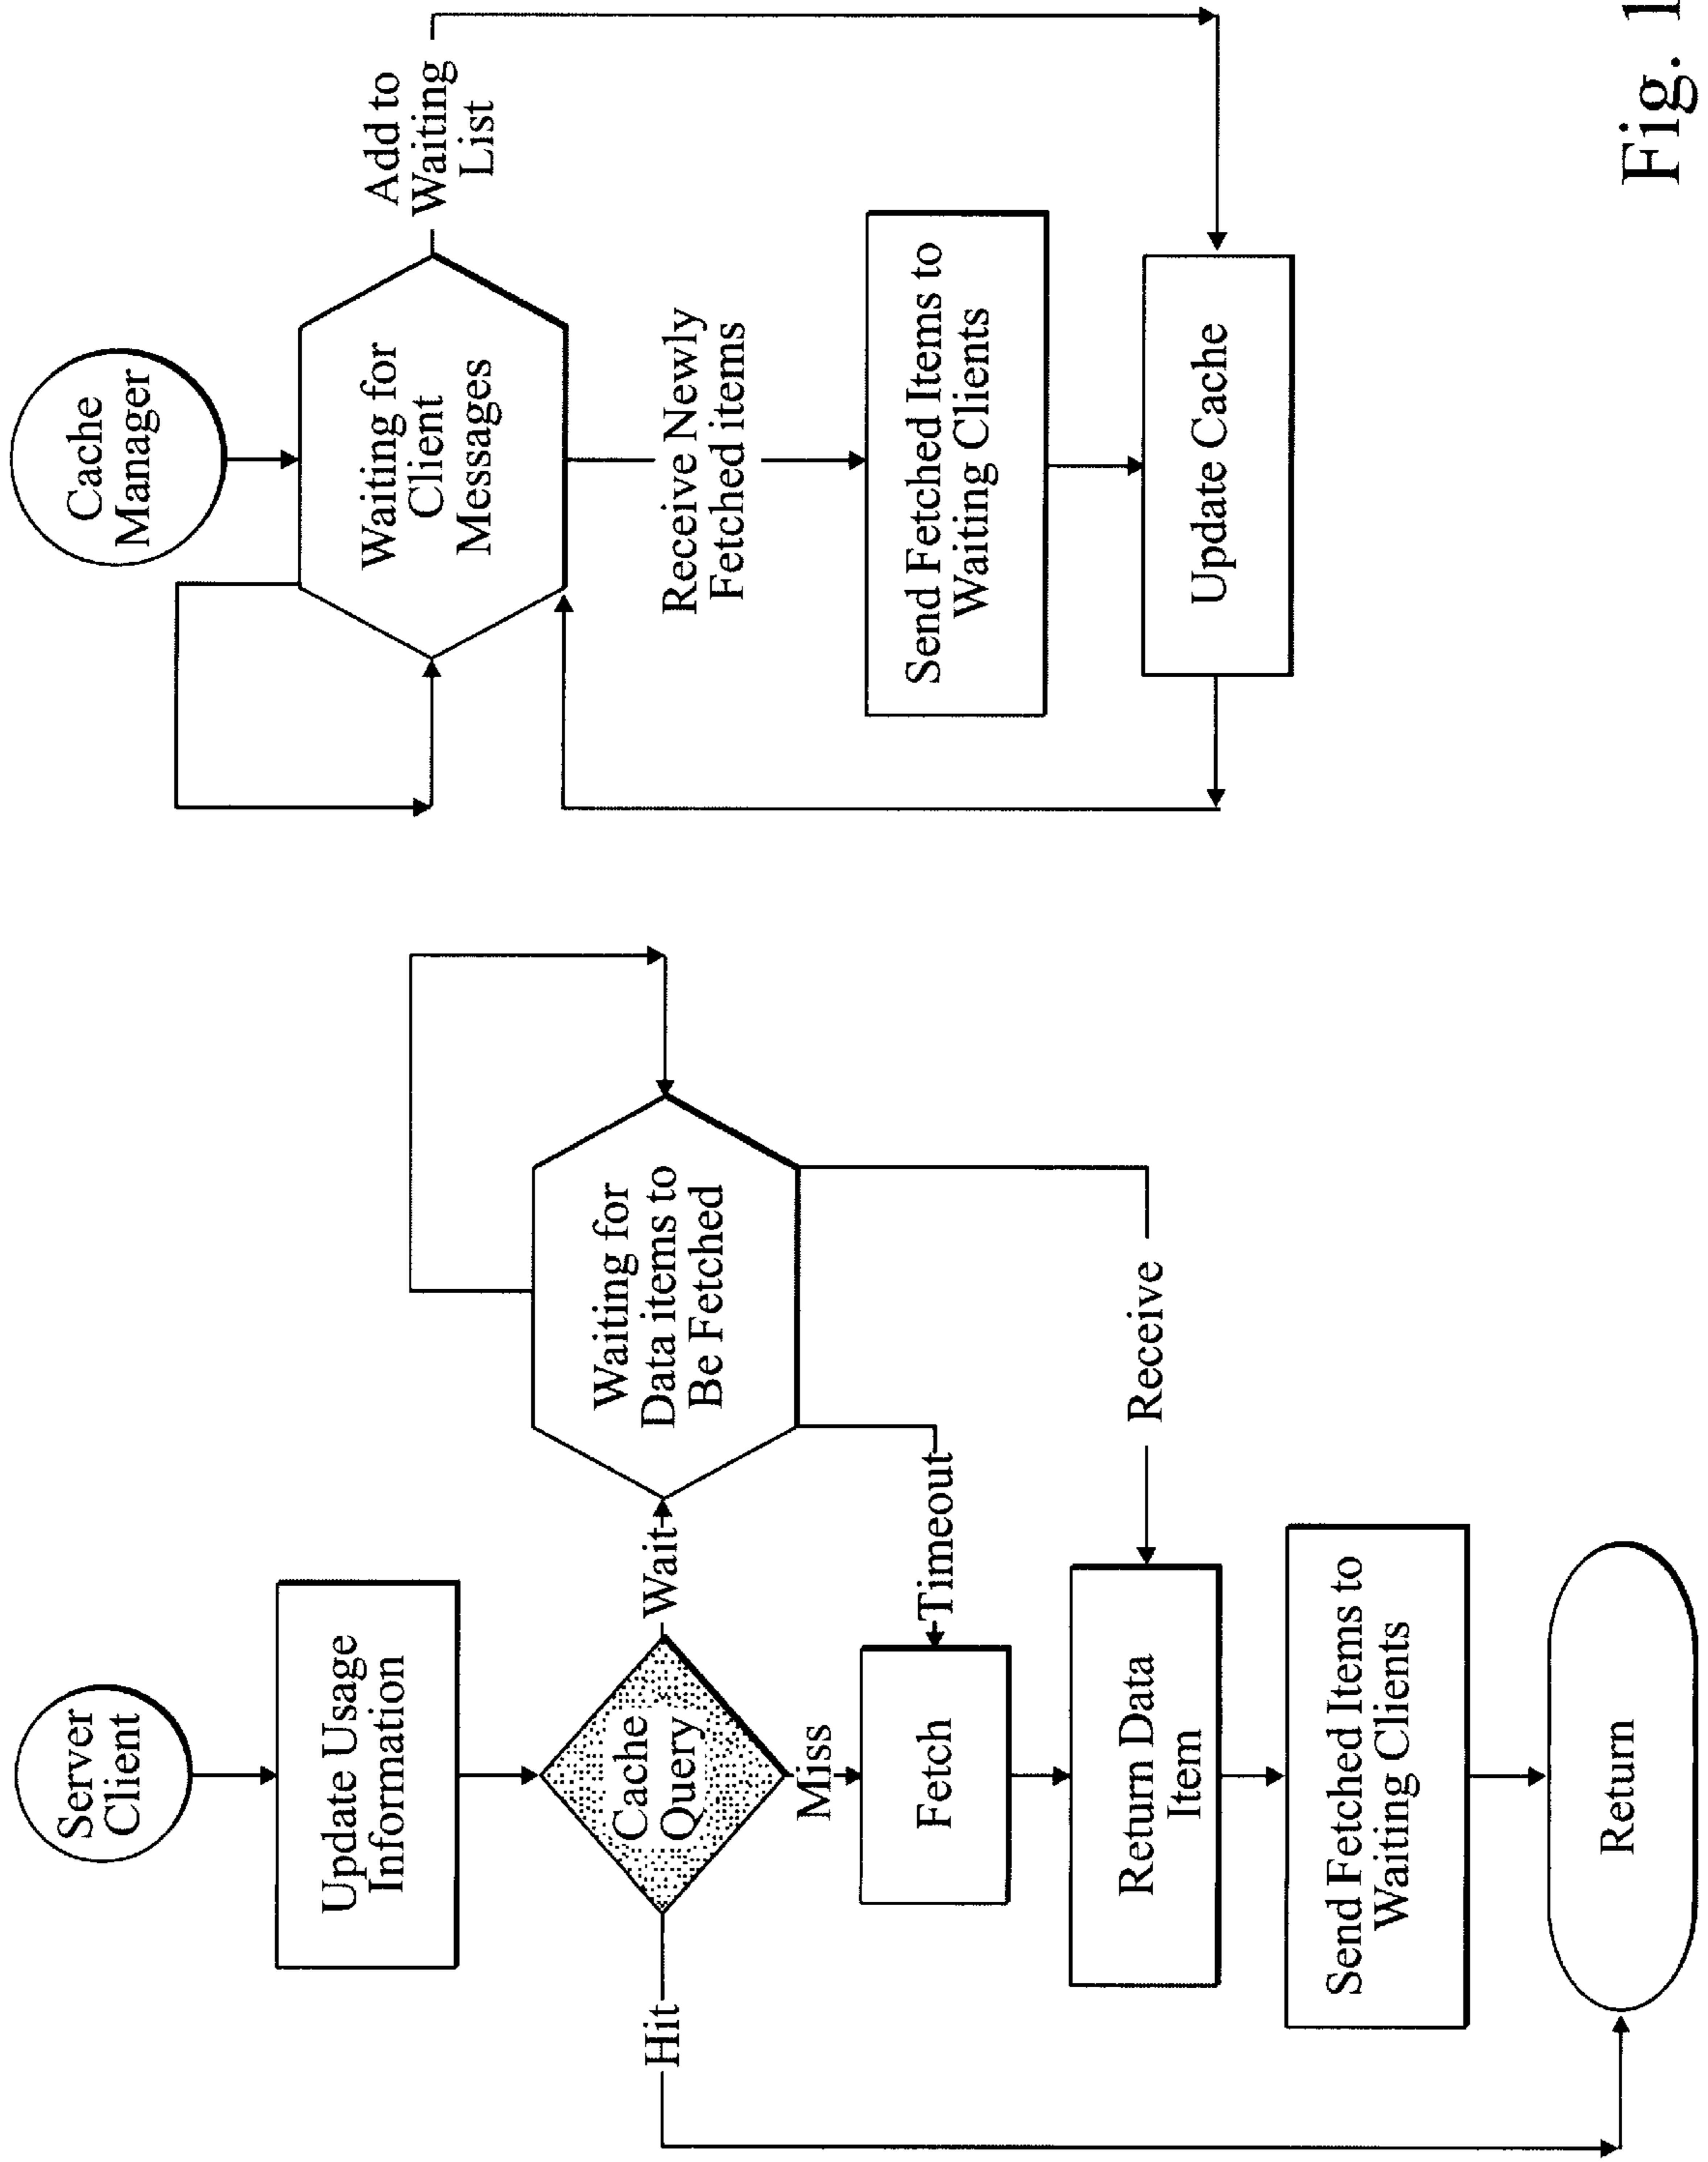 Server
Client
Update Usage
Information
Cache
Query
Hit
Wait
Miss
Waiting for
Data items to
Be Fetched
Timeout
Fetch
Receive
Return Data
Item
Send Fetched Items to
Waiting Clients
Return
Cache
Manager
Waiting for
Client
Messages
Add to
Waiting
List
Receive Newly
Fetched items
Send Fetched Items to
Waiting Clients
Update Cache
Fig. 1